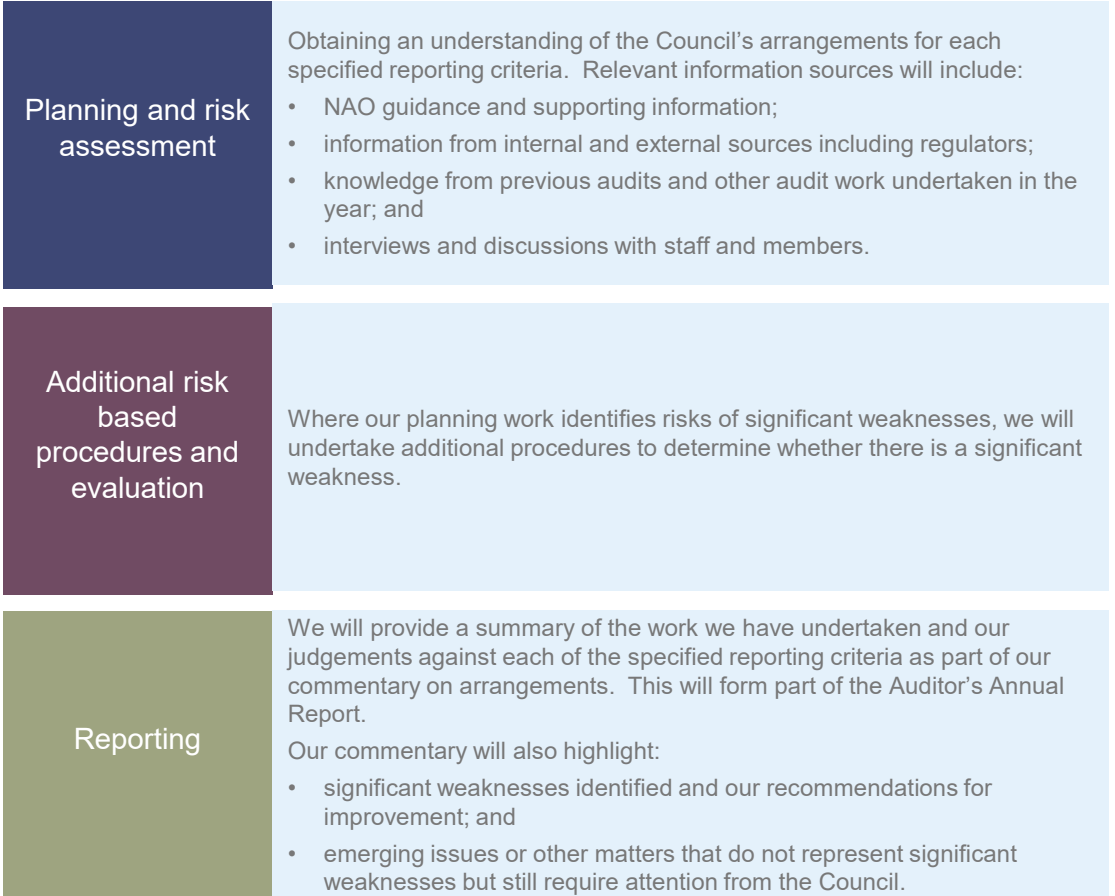 Planning and risk
assessment
Obtaining an understanding of the Council’s arrangements for each
specified reporting criteria.  Relevant information sources will include:
• NAO guidance and supporting information;
• information from internal and external sources including regulators;
• knowledge from previous audits and other audit work undertaken in the
year; and
• interviews and discussions with staff and members.
Additional risk
based
procedures and
evaluation
Where our planning work identifies risks of significant weaknesses, we will
undertake additional procedures to determine whether there is a significant
weakness.
Reporting
We will provide a summary of the work we have undertaken and our
judgements against each of the specified reporting criteria as part of our
commentary on arrangements.  This will form part of the Auditor’s Annual
Report.
Our commentary will also highlight:
• significant weaknesses identified and our recommendations for
improvement; and
• emerging issues or other matters that do not represent significant
weaknesses but still require attention from the Council.